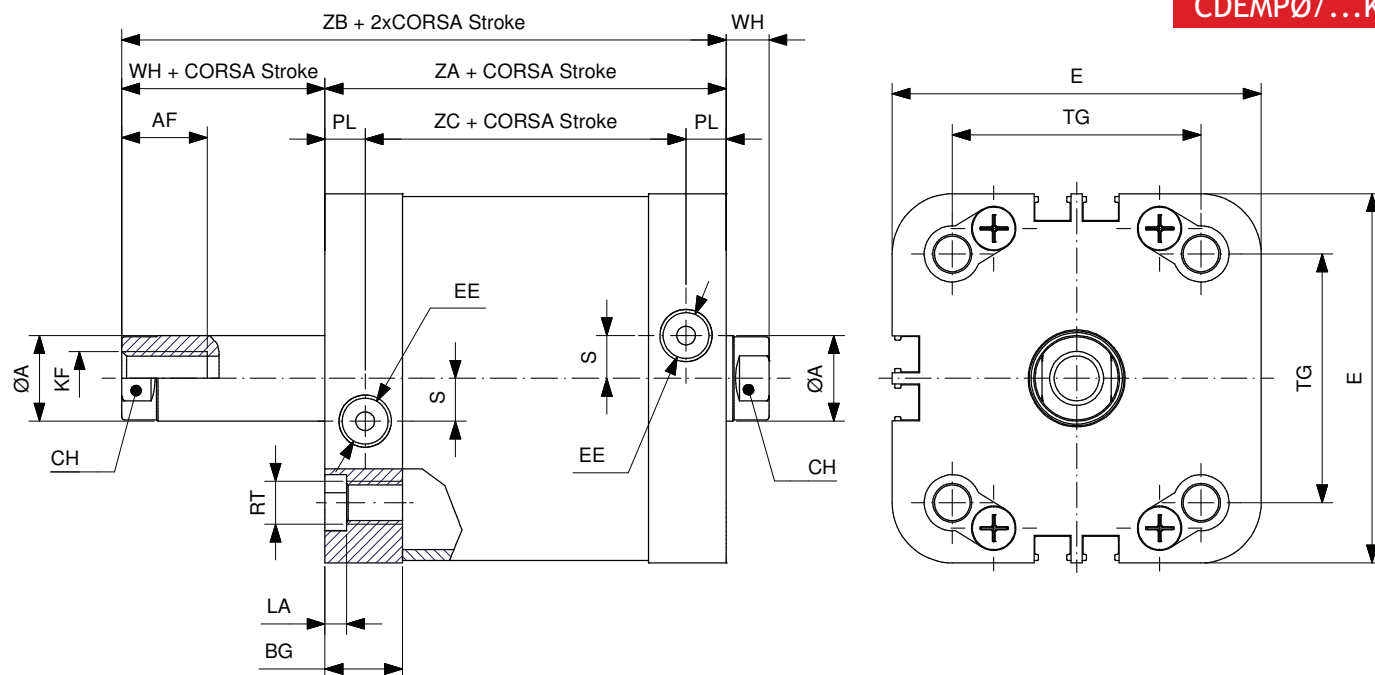 CDEMPØ7...K
ZB + 2xCORSA Stroke
WH
WH + CORSA Stroke
ZA + CORSA Stroke
AF
PL
ZC + CORSA Stroke
PL
E
TG
EE
ØA
KF
S
S
ØA
TG
E
CH
EE
CH
RT
LA
BG